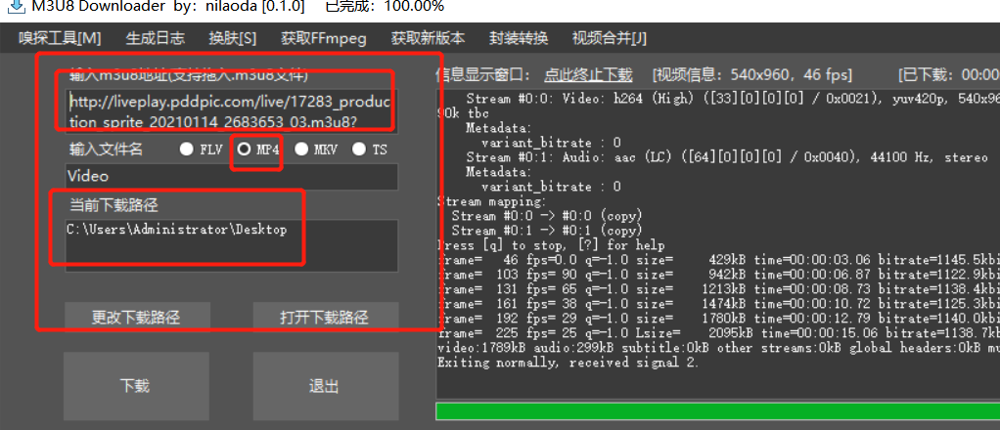 M3U8 Downloader by: nilaoda [0.1.0] 已完成: 100.00%
嗅探工具[M] 生成日志 换肤[S] 获取FFmpeg 获取新版本 封装转换 视频合并[J]
输入m3u8地址(支持拖入.m3u8文件)
http://liveplay.pddpic.com/live/17283_produc
tion_sprite_20210114_2683653_03.m3u8?
输入文件名 FLV MP4 MKV TS
Video
当前下载路径
C:\Users\Administrator\Desktop
更改下载路径 打开下载路径
下载 退出
信息显示窗口: 点此终止下载 [视频信息: 540x960, 46 fps] [已下载: 00:00
Stream #0:0: Video: h264 (High) ([33][0][0][0] / 0x0021), yuv420p, 540x96
90k tbc
Metadata:
variant_bitrate : 0
Stream #0:1: Audio: aac (LC) ([64][0][0][0] / 0x0040), 44100 Hz, stereo
Metadata:
variant_bitrate : 0
Stream mapping:
Stream #0:0 -> #0:0 (copy)
Stream #0:1 -> #0:1 (copy)
Press [q] to stop, [?] for help
frame= 46 fps=0.0 q=-1.0 size= 429kB time=00:00:03.06 bitrate=1145.5kbi
frame= 103 fps= 90 q=-1.0 size= 942kB time=00:00:06.87 bitrate=1122.9kbi
frame= 131 fps= 65 q=-1.0 size= 1213kB time=00:00:08.73 bitrate=1138.4kbi
frame= 161 fps= 38 q=-1.0 size= 1474kB time=00:00:10.72 bitrate=1125.3kbi
frame= 192 fps= 29 q=-1.0 size= 1780kB time=00:00:12.79 bitrate=1140.0kbi
frame= 225 fps= 25 q=-1.0 Lsize= 2095kB time=00:00:15.06 bitrate=1138.7kb
video:1789kB audio:299kB subtitle:0kB other streams:0kB global headers:0kB mu
Exiting normally, received signal 2.